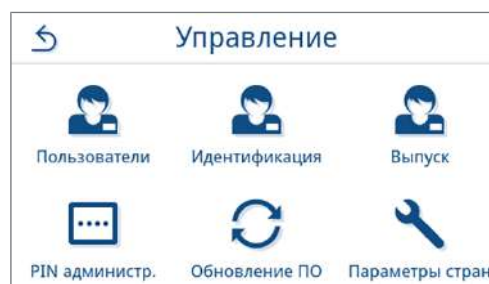 Управление
Пользователи Идентификация Выпуск
PIN администр. Обновление ПО Параметры стран